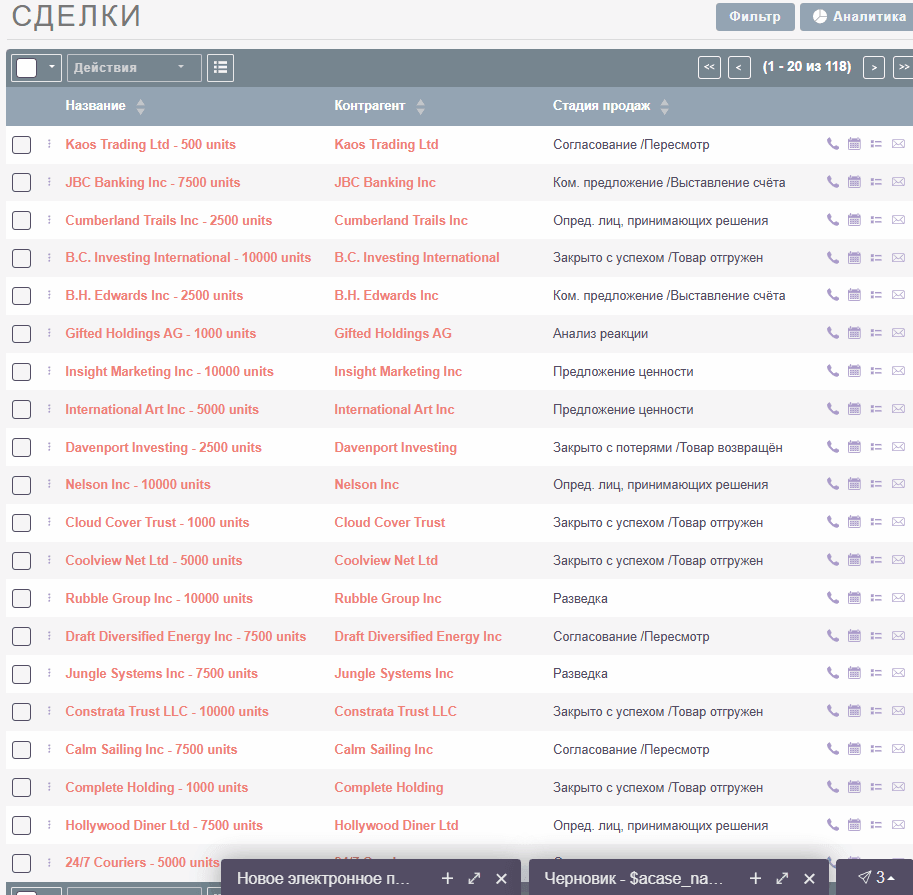 СДЕЛКИ
Фильтр Аналитика
Действия << < (1 - 20 из 118) > >>
Название Контрагент Стадия продаж
Kaos Trading Ltd - 500 units Kaos Trading Ltd Согласование /Пересмотр
JBC Banking Inc - 7500 units JBC Banking Inc Ком. предложение /Выставление счёта
Cumberland Trails Inc - 2500 units Cumberland Trails Inc Опред. лиц, принимающих решения
B.C. Investing International - 10000 units B.C. Investing International Закрыто с успехом /Товар отгружен
B.H. Edwards Inc - 2500 units B.H. Edwards Inc Ком. предложение /Выставление счёта
Gifted Holdings AG - 1000 units Gifted Holdings AG Анализ реакции
Insight Marketing Inc - 10000 units Insight Marketing Inc Предложение ценности
International Art Inc - 5000 units International Art Inc Предложение ценности
Davenport Investing - 2500 units Davenport Investing Закрыто с потерями /Товар возвращён
Nelson Inc - 10000 units Nelson Inc Опред. лиц, принимающих решения
Cloud Cover Trust - 1000 units Cloud Cover Trust Закрыто с успехом /Товар отгружен
Coolview Net Ltd - 5000 units Coolview Net Ltd Закрыто с успехом /Товар отгружен
Rubble Group Inc - 10000 units Rubble Group Inc Разведка
Draft Diversified Energy Inc - 7500 units Draft Diversified Energy Inc Согласование /Пересмотр
Jungle Systems Inc - 7500 units Jungle Systems Inc Разведка
Constrata Trust LLC - 10000 units Constrata Trust LLC Закрыто с успехом /Товар отгружен
Calm Sailing Inc - 7500 units Calm Sailing Inc Согласование /Пересмотр
Complete Holding - 1000 units Complete Holding Закрыто с успехом /Товар отгружен
Hollywood Diner Ltd - 7500 units Hollywood Diner Ltd Опред. лиц, принимающих решения
24/7 Couriers - 5000 units
Новое электронное п... Черновик - $acase_na... 3